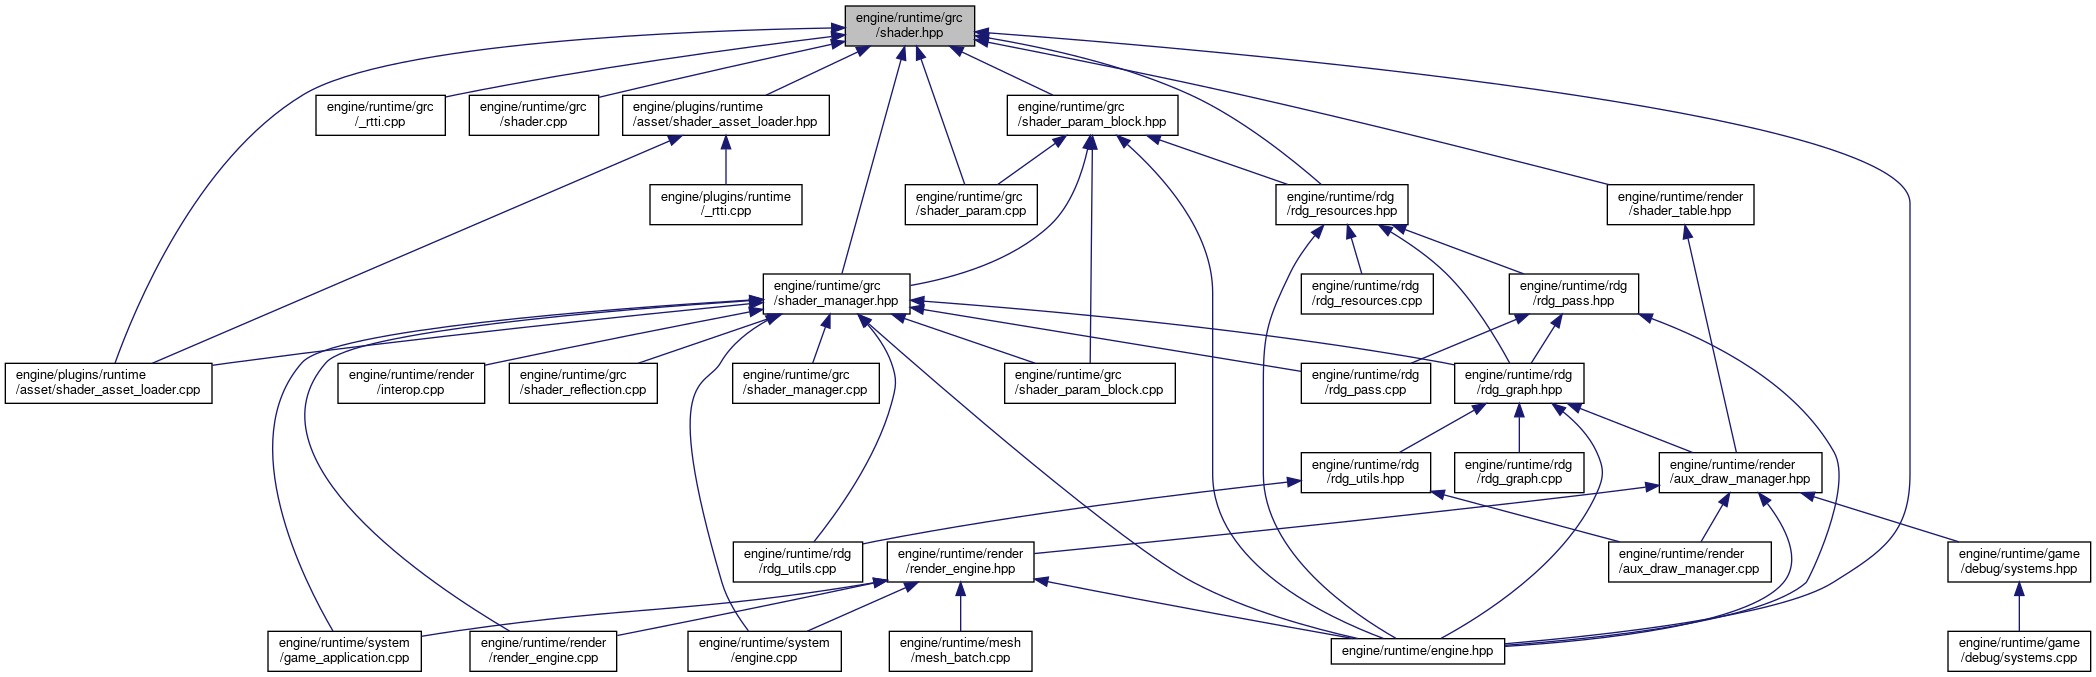 engine/runtime/grc
/shader.hpp
engine/runtime/grc
/_rtti.cpp
engine/runtime/grc
/shader.cpp
engine/plugins/runtime
/asset/shader_asset_loader.hpp
engine/runtime/grc
/shader_param_block.hpp
engine/plugins/runtime
/_rtti.cpp
engine/runtime/grc
/shader_param.cpp
engine/runtime/rdg
/rdg_resources.hpp
engine/runtime/render
/shader_table.hpp
engine/runtime/grc
/shader_manager.hpp
engine/runtime/rdg
/rdg_resources.cpp
engine/runtime/rdg
/rdg_pass.hpp
engine/plugins/runtime
/asset/shader_asset_loader.cpp
engine/runtime/render
/interop.cpp
engine/runtime/grc
/shader_reflection.cpp
engine/runtime/grc
/shader_manager.cpp
engine/runtime/grc
/shader_param_block.cpp
engine/runtime/rdg
/rdg_pass.cpp
engine/runtime/rdg
/rdg_graph.hpp
engine/runtime/rdg
/rdg_utils.hpp
engine/runtime/rdg
/rdg_graph.cpp
engine/runtime/render
/aux_draw_manager.hpp
engine/runtime/rdg
/rdg_utils.cpp
engine/runtime/render
/render_engine.hpp
engine/runtime/render
/aux_draw_manager.cpp
engine/runtime/game
/debug/systems.hpp
engine/runtime/system
/game_application.cpp
engine/runtime/render
/render_engine.cpp
engine/runtime/system
/engine.cpp
engine/runtime/mesh
/mesh_batch.cpp
engine/runtime/engine.hpp
engine/runtime/game
/debug/systems.cpp